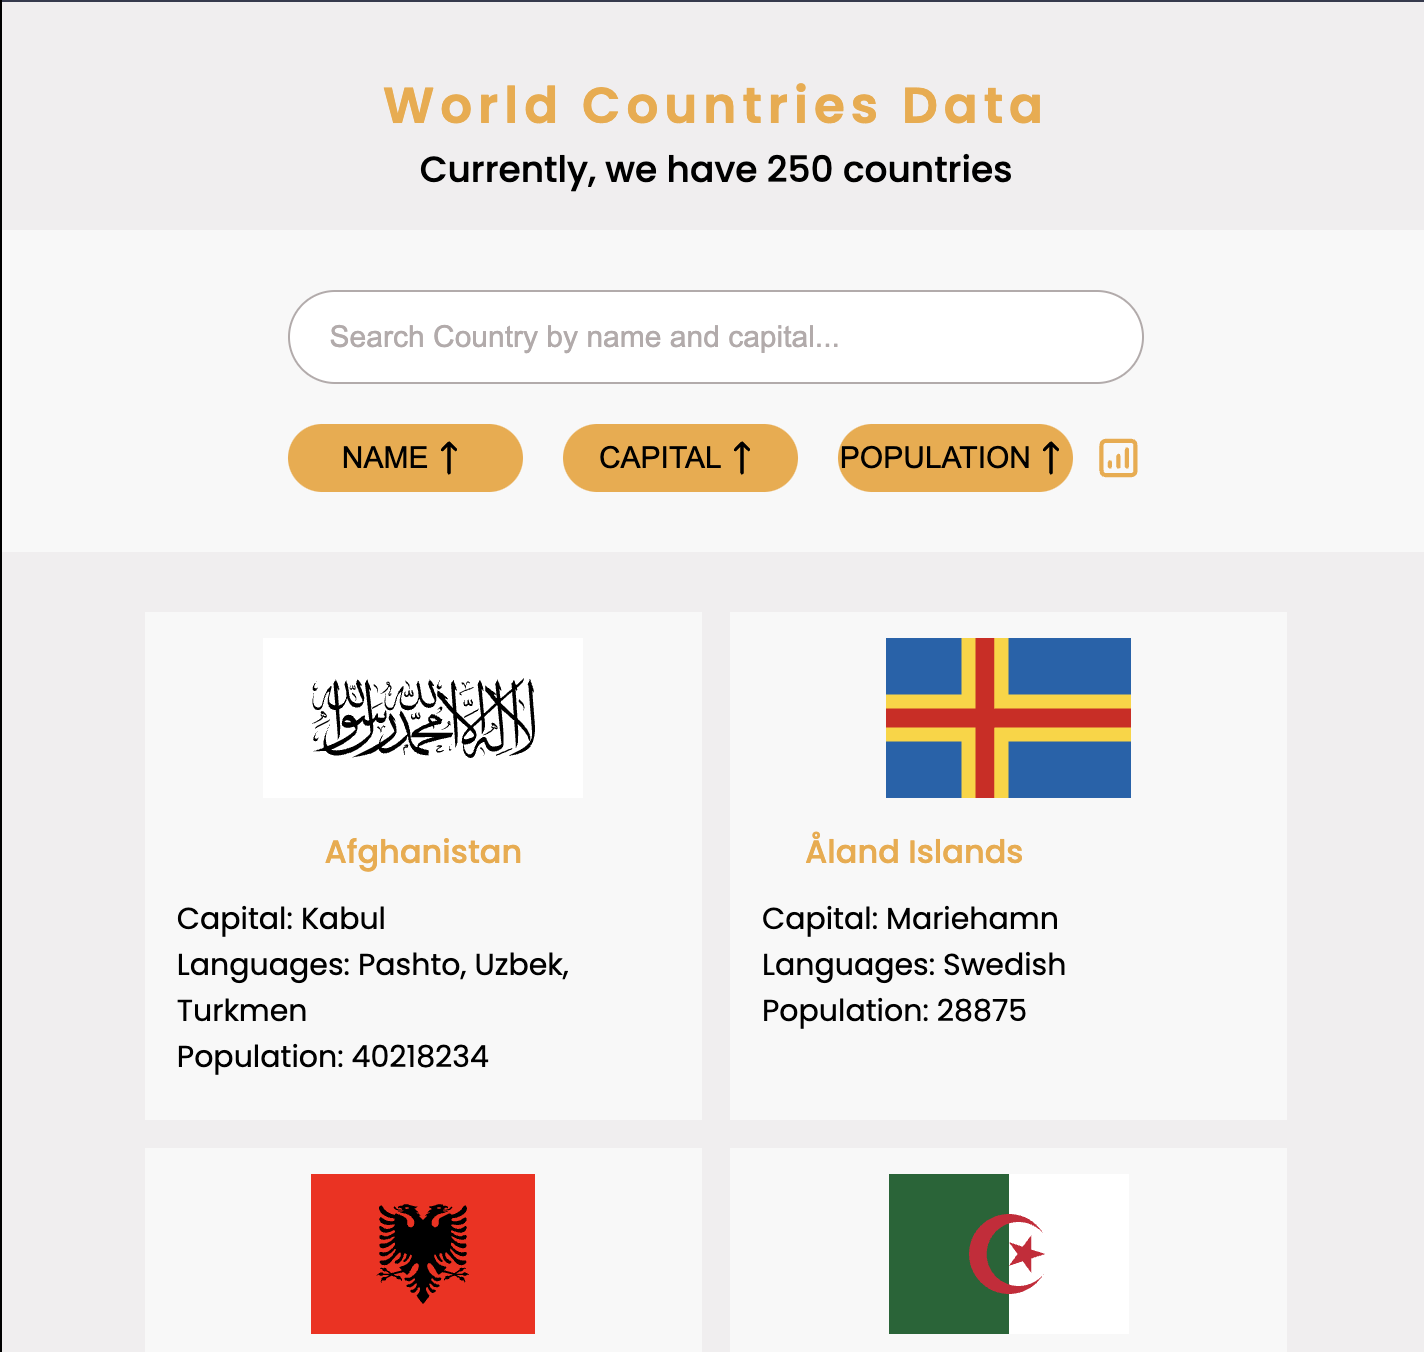 World Countries Data
Currently, we have 250 countries
Search Country by name and capital...
NAME ↑
CAPITAL ↑
POPULATION ↑
لا إله إلا الله محمد رسول الله
Afghanistan
Capital: Kabul
Languages: Pashto, Uzbek,
Turkmen
Population: 40218234
Åland Islands
Capital: Mariehamn
Languages: Swedish
Population: 28875